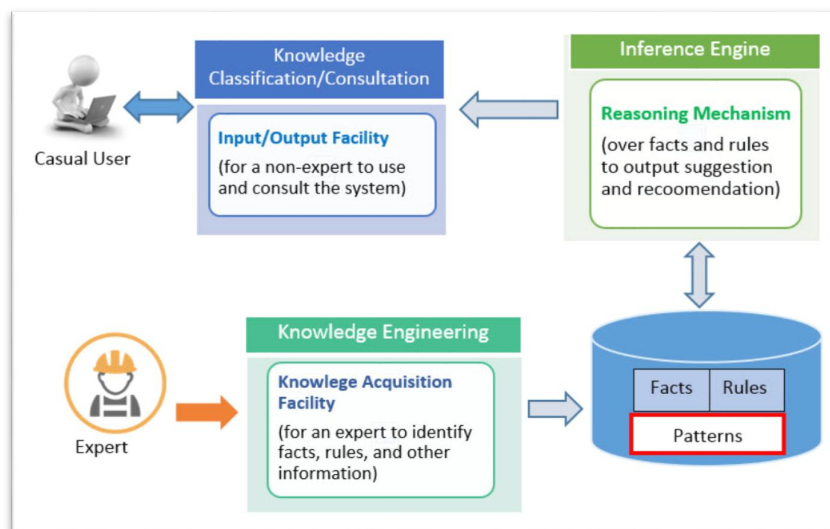 Knowledge
Classification/Consultation
Input/Output Facility
(for a non-expert to use
and consult the system)
Casual User
Inference Engine
Reasoning Mechanism
(over facts and rules
to output suggestion
and recoomendation)
Knowledge Engineering
Knowlege Acquisition
Facility
(for an expert to identify
facts, rules, and other
information)
Expert
Facts
Rules
Patterns